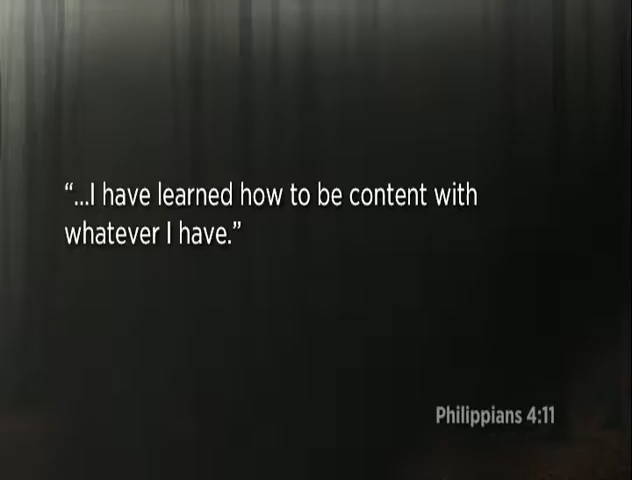 “...I have learned how to be content with
whatever I have.”
Philippians 4:11